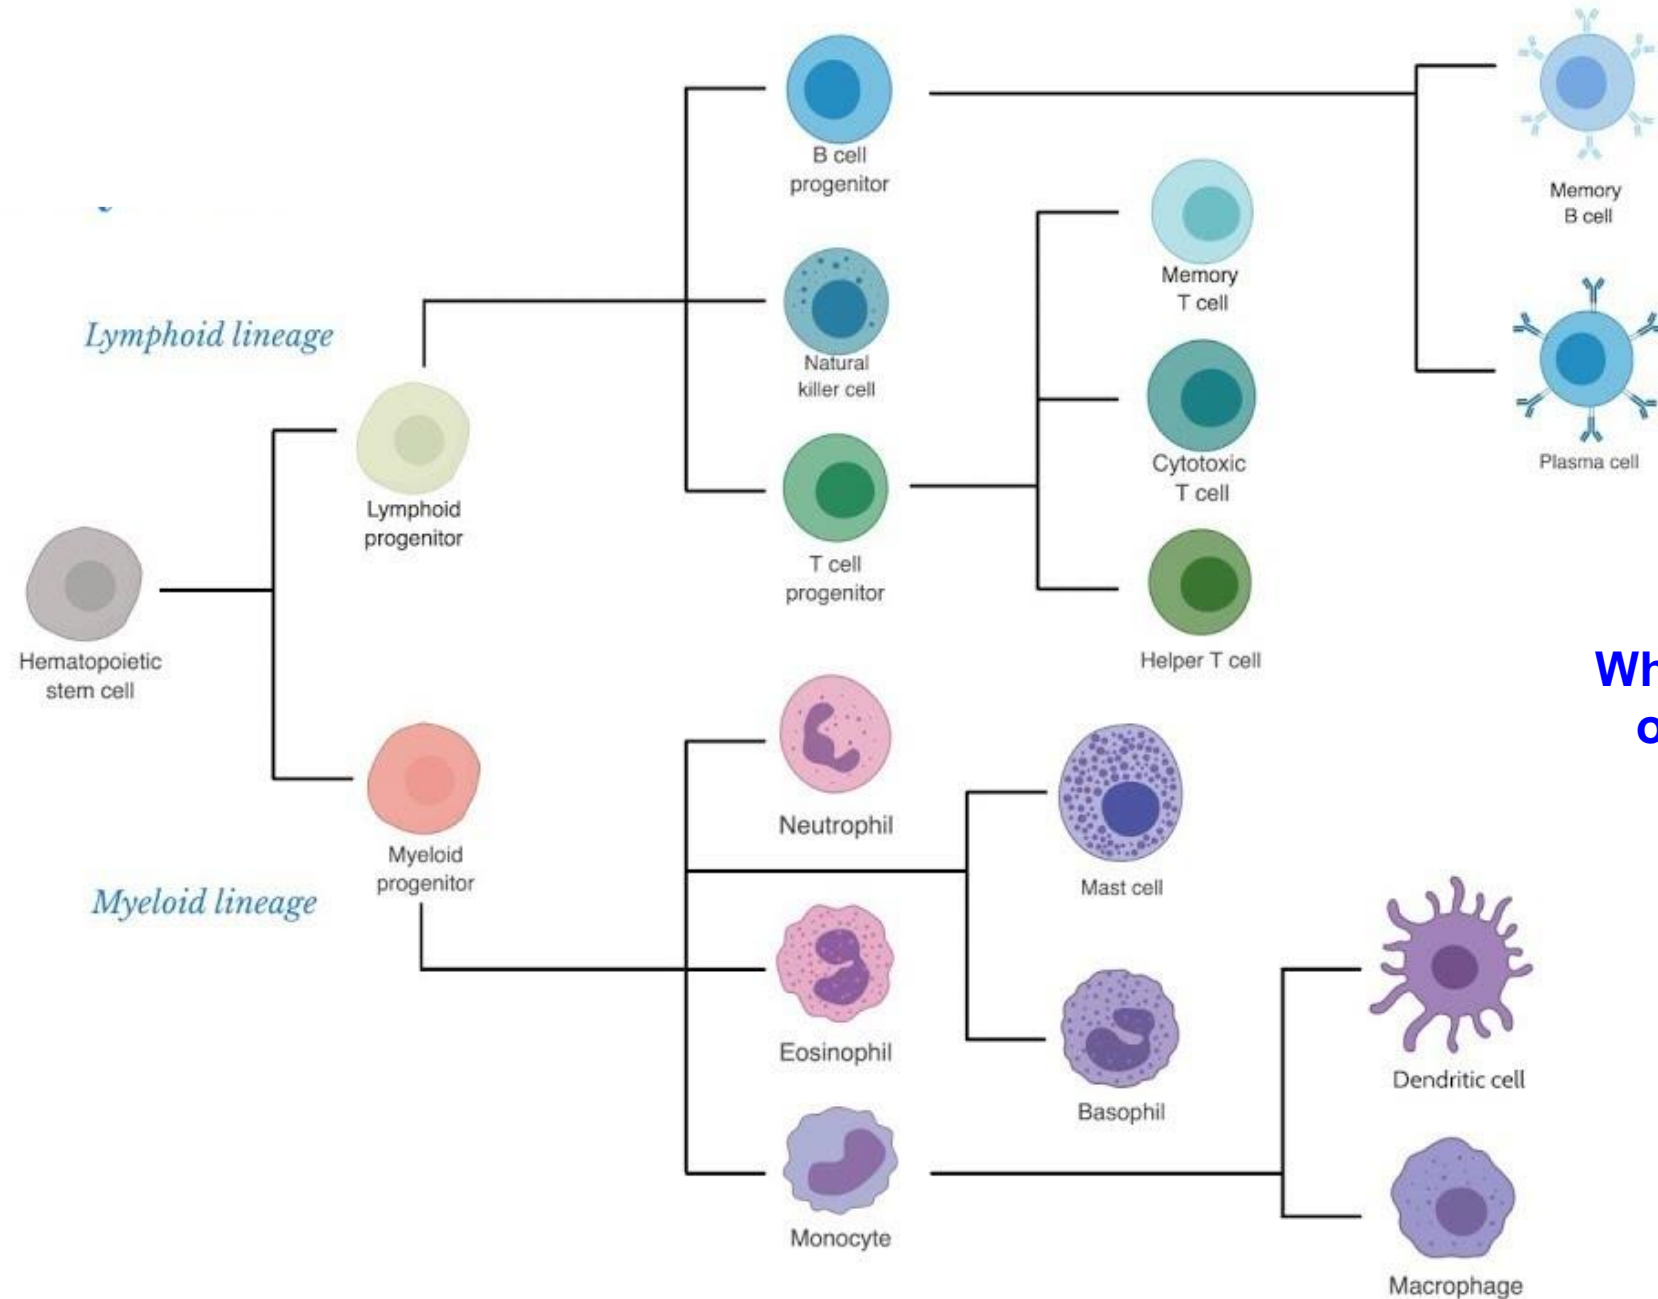 B cell
progenitor
Memory
B cell
Lymphoid lineage
Natural
killer cell
Memory
T cell
Cytotoxic
T cell
Plasma cell
Lymphoid
progenitor
T cell
progenitor
Helper T cell
Hematopoietic
stem cell
Neutrophil
Mast cell
Myeloid
progenitor
Myeloid lineage
Eosinophil
Basophil
Dendritic cell
Monocyte
Macrophage